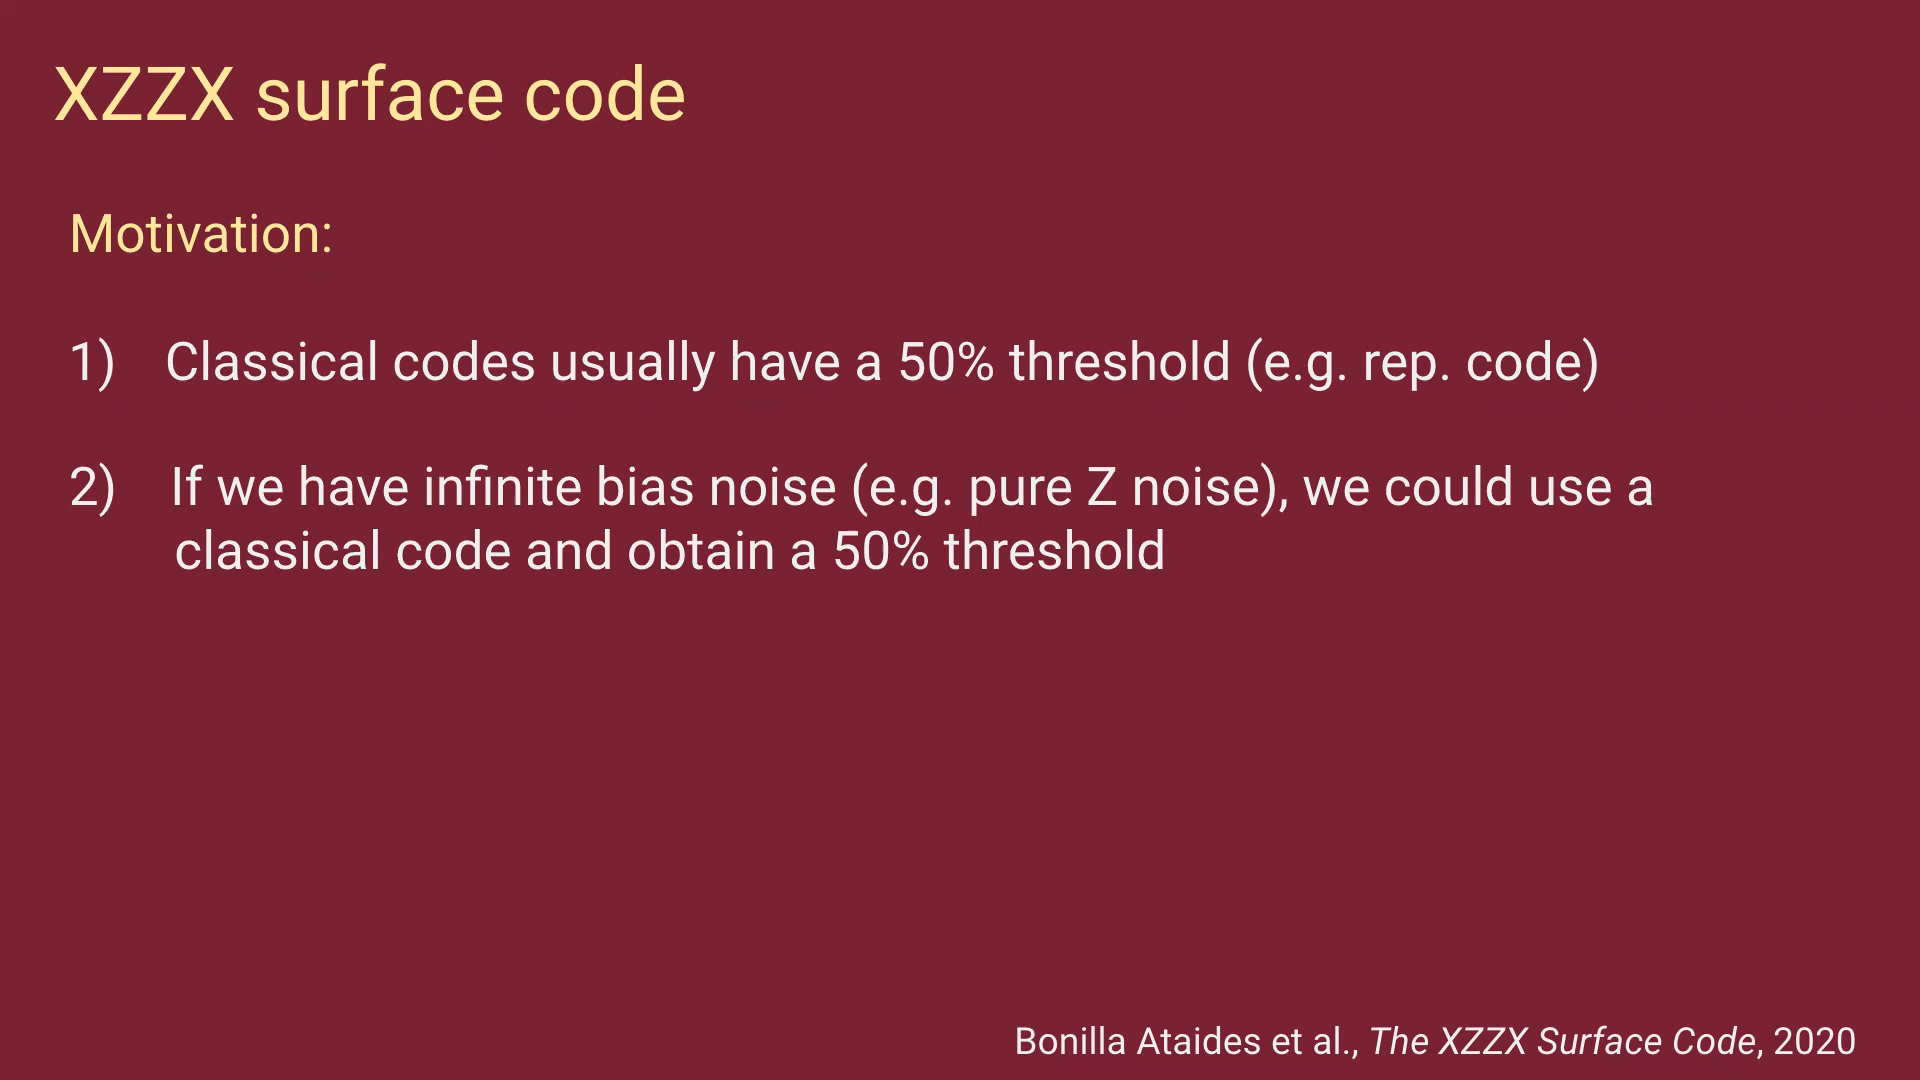 XZZX surface code
Motivation:
1) Classical codes usually have a 50% threshold (e.g. rep. code)
2) If we have infinite bias noise (e.g. pure Z noise), we could use a
classical code and obtain a 50% threshold
Bonilla Ataides et al., The XZZX Surface Code, 2020